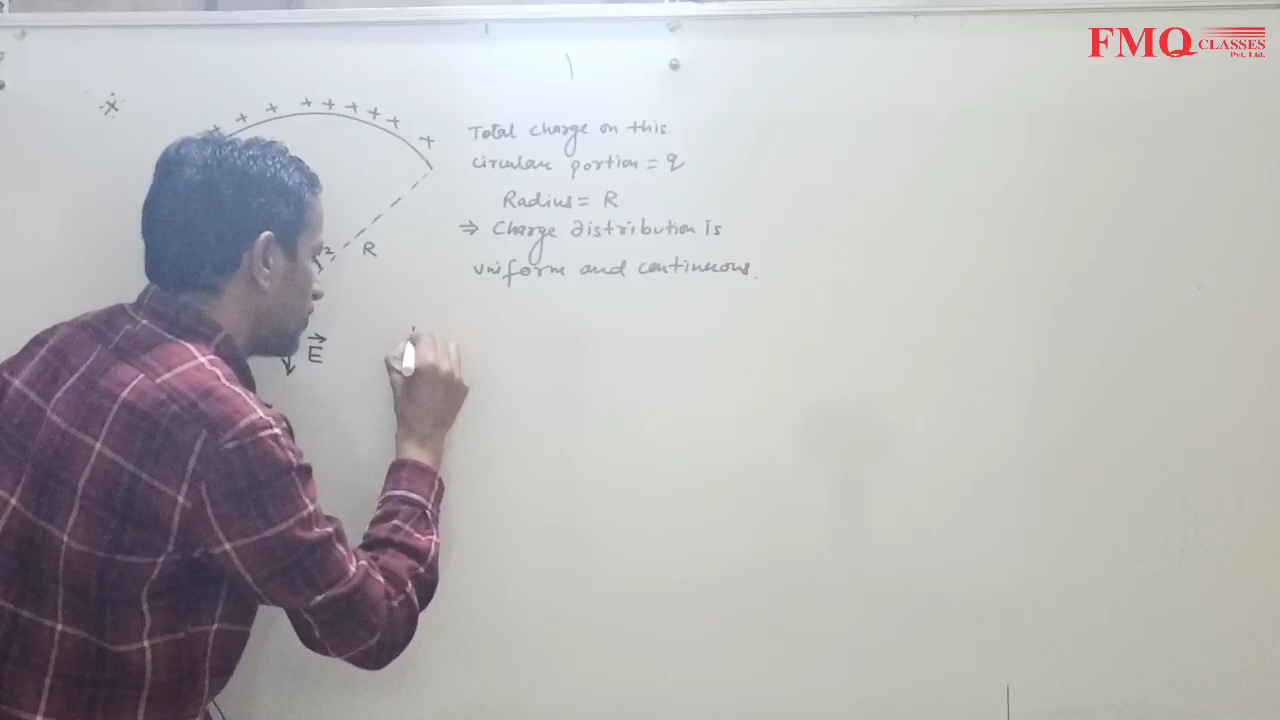 FMQ CLASSES
Pvt. Ltd.
Total charge on this
circular portion = q
Radius = R
⇒ Charge distribution is
uniform and continuous.
+ + + + + + + + + +
R
E